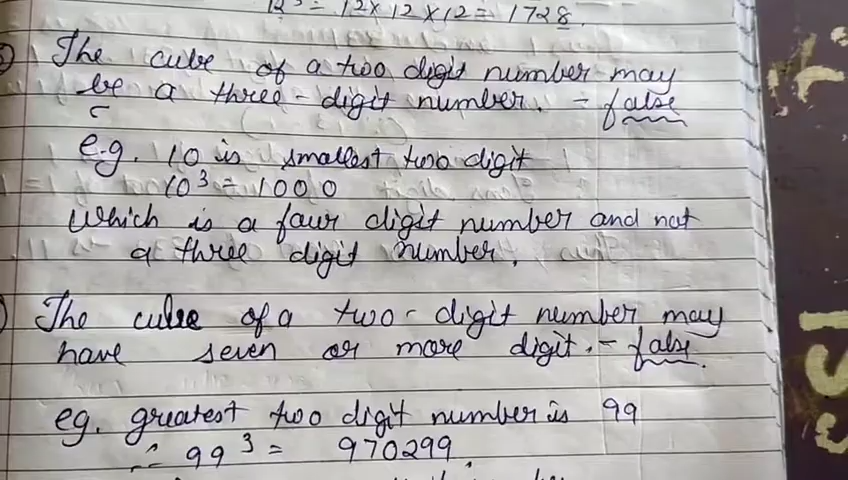 12³ = 12 × 12 × 12 = 1728.
The cube of a two digit number may
be a three-digit number. - false
e.g. 10 is smallest two digit
10³ = 1000
which is a four digit number and not
a three digit number.
The cube of a two-digit number may
have seven or more digit. - false.
eg. greatest two digit number is 99
∴ 99³ = 970299.